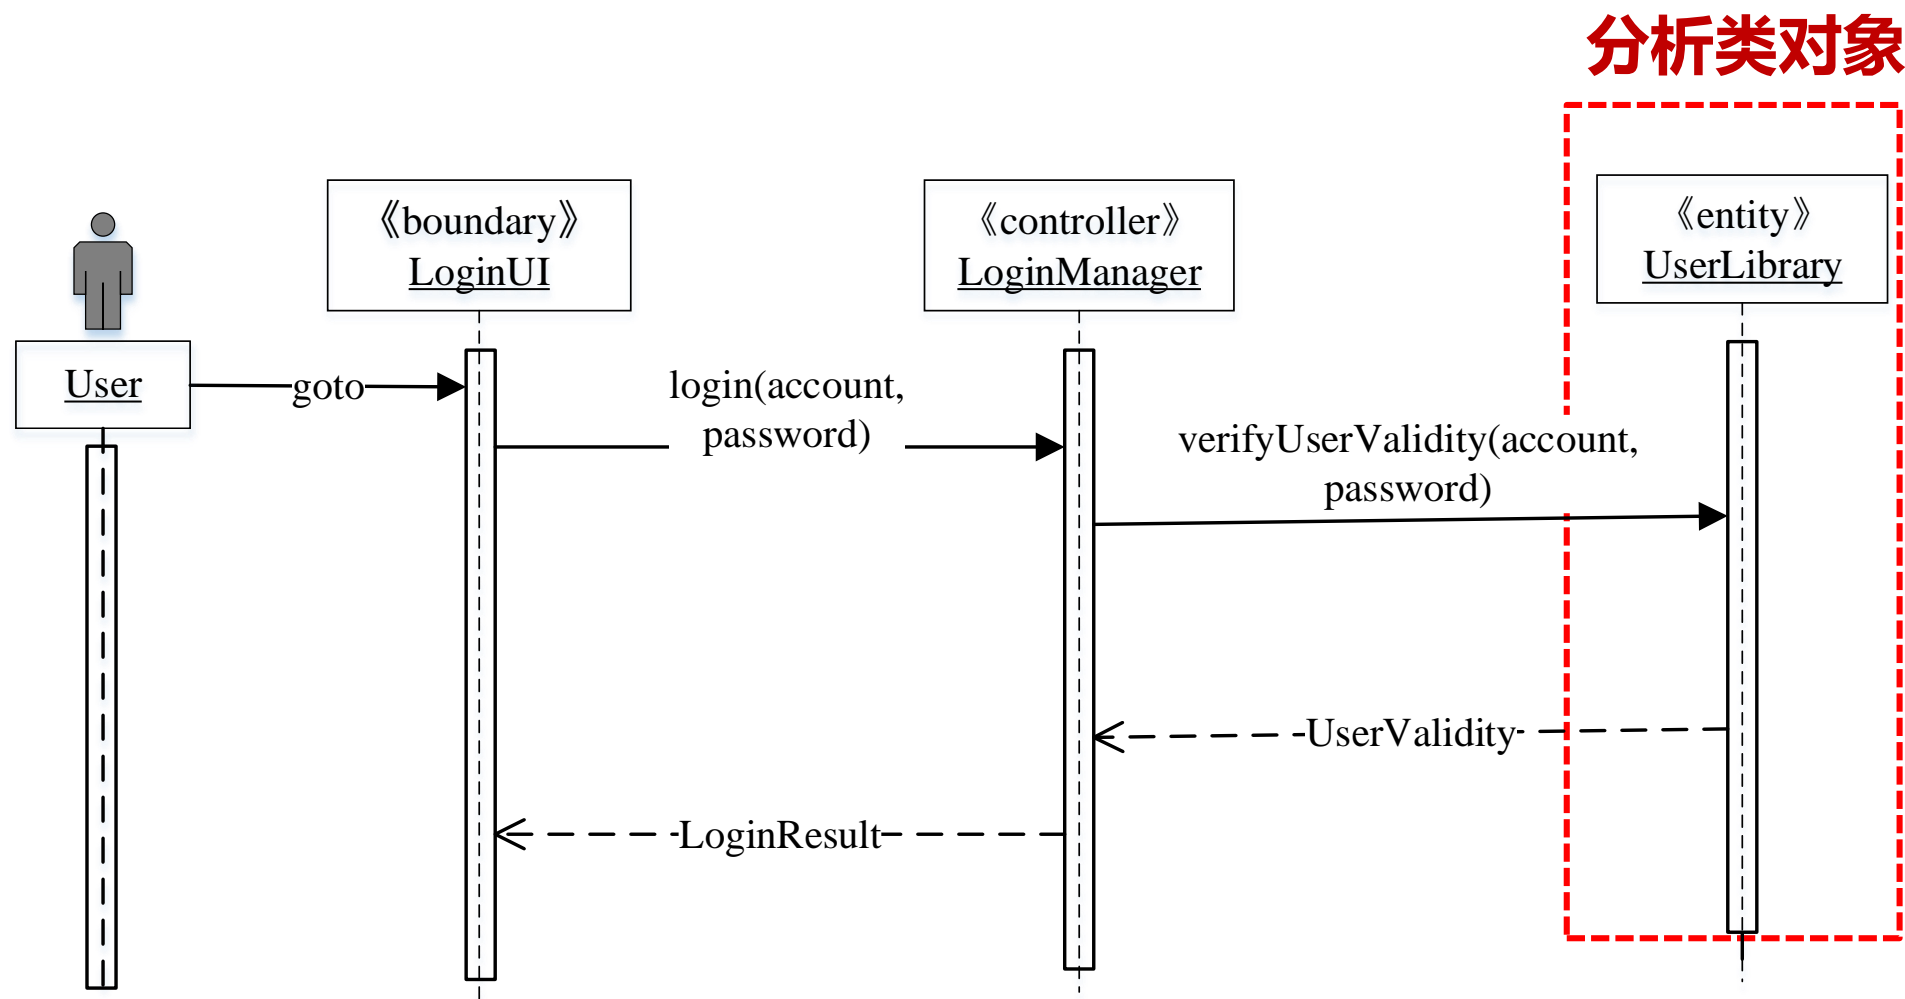 分析类对象
《boundary》
LoginUI
《controller》
LoginManager
《entity》
UserLibrary
User
goto
login(account,
password)
verifyUserValidity(account,
password)
UserValidity
LoginResult